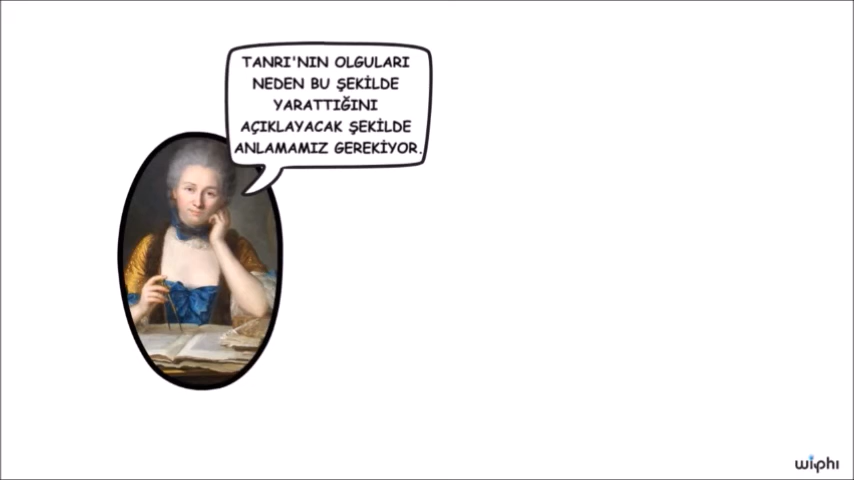 TANRI'NIN OLGULARI
NEDEN BU ŞEKİLDE
YARATTIĞINI
AÇIKLAYACAK ŞEKİLDE
ANLAMAMIZ GEREKİYOR.
wiphi